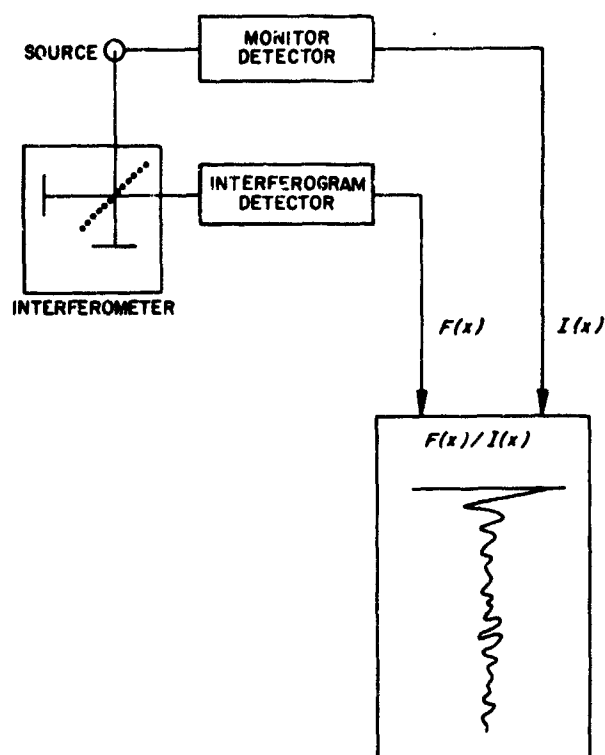 SOURCE
MONITOR
DETECTOR
INTERFEROGRAM
DETECTOR
INTERFEROMETER
F(x)
I(x)
F(x)/I(x)